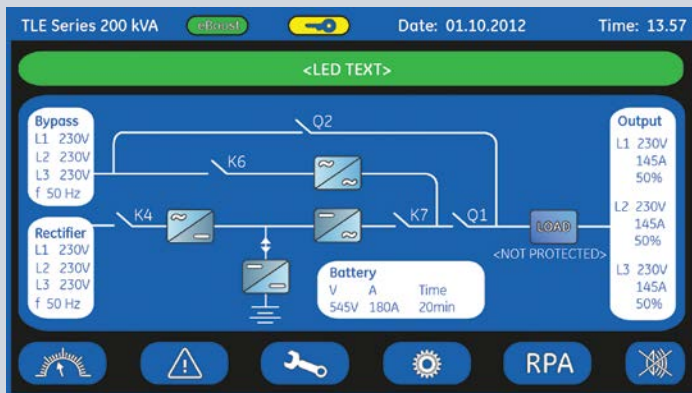 TLE Series 200 kVA eBoost Date: 01.10.2012 Time: 13.57
<LED TEXT>
Bypass
L1 230V
L2 230V
L3 230V
f 50 Hz
Rectifier
L1 230V
L2 230V
L3 230V
f 50 Hz
Q2
K6
K4
K7
Q1
LOAD
<NOT PROTECTED>
Battery
V A Time
545V 180A 20min
Output
L1 230V
145A
50%
L2 230V
145A
50%
L3 230V
145A
50%
RPA